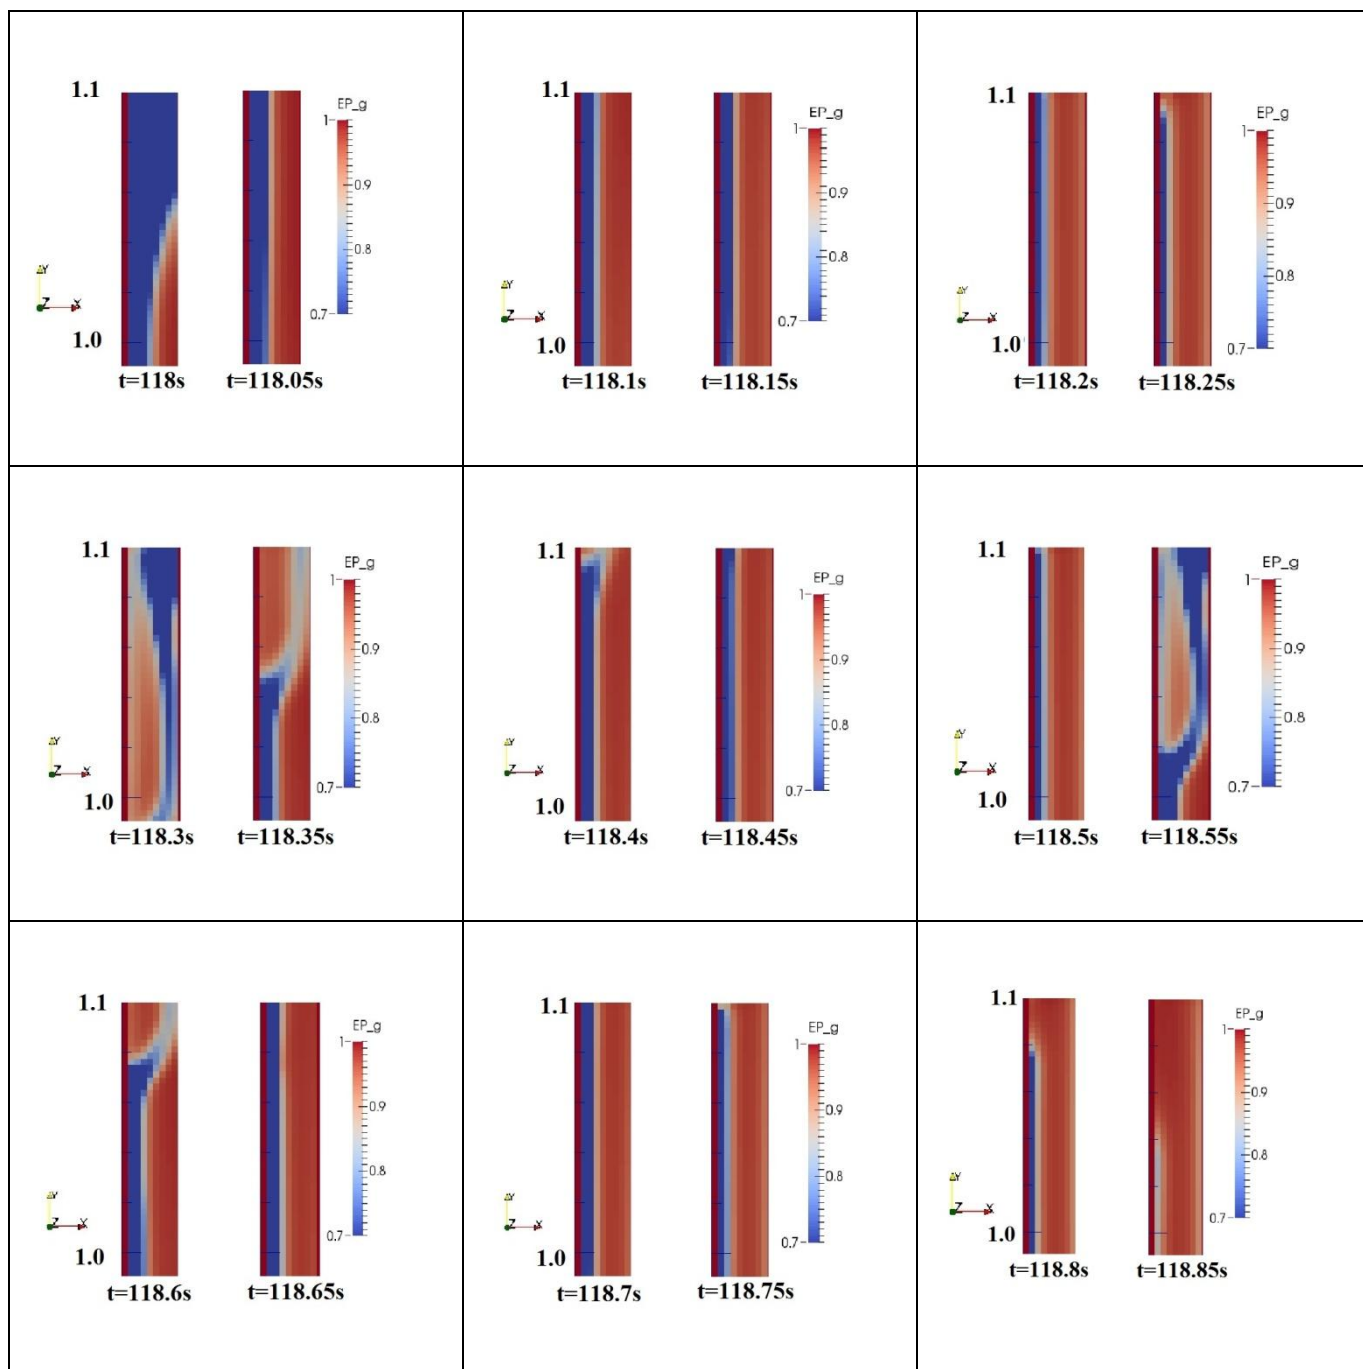 1.1
EP_g
1
0.9
0.8
0.7
Y
Z X
1.0
t=118s t=118.05s
1.1
EP_g
1
0.9
0.8
0.7
Y
Z X
1.0
t=118.1s t=118.15s
1.1
EP_g
1
0.9
0.8
0.7
Y
Z X
1.0
t=118.2s t=118.25s
1.1
EP_g
1
0.9
0.8
0.7
Y
Z X
1.0
t=118.3s t=118.35s
1.1
EP_g
1
0.9
0.8
0.7
Y
Z X
1.0
t=118.4s t=118.45s
1.1
EP_g
1
0.9
0.8
0.7
Y
Z X
1.0
t=118.5s t=118.55s
1.1
EP_g
1
0.9
0.8
0.7
Y
Z X
1.0
t=118.6s t=118.65s
1.1
EP_g
1
0.9
0.8
0.7
Y
Z X
1.0
t=118.7s t=118.75s
1.1
EP_g
1
0.9
0.8
0.7
Y
Z X
1.0
t=118.8s t=118.85s